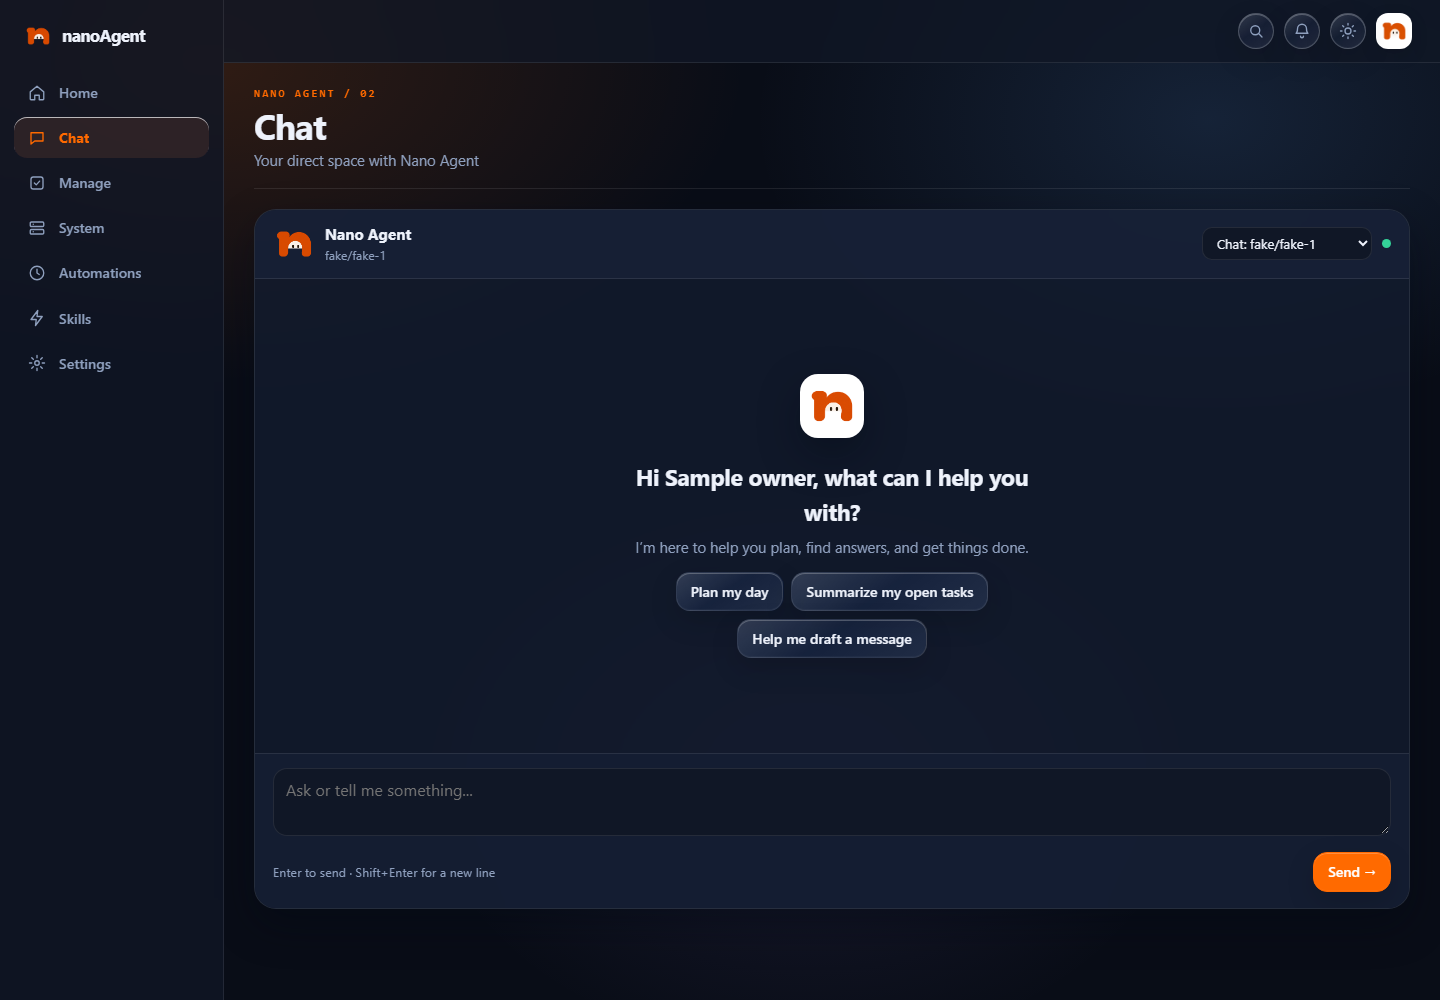 nanoAgent
Home
Chat
Manage
System
Automations
Skills
Settings
NANO AGENT / 02
Chat
Your direct space with Nano Agent
Nano Agent
fake/fake-1
Chat: fake/fake-1
Hi Sample owner, what can I help you
with?
I'm here to help you plan, find answers, and get things done.
Plan my day
Summarize my open tasks
Help me draft a message
Ask or tell me something...
Enter to send · Shift+Enter for a new line
Send →